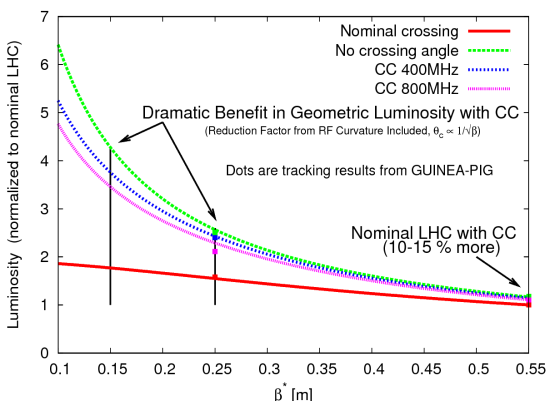 Nominal crossing
No crossing angle
CC 400MHz
CC 800MHz
Dramatic Benefit in Geometric Luminosity with CC
(Reduction Factor from RF Curvature Included, θc ∝ 1/√β)
Dots are tracking results from GUINEA-PIG
Nominal LHC with CC
(10-15 % more)
Luminosity (normalized to nominal LHC)
7
6
5
4
3
2
1
0
0.1 0.15 0.2 0.25 0.3 0.35 0.4 0.45 0.5 0.55
β* [m]